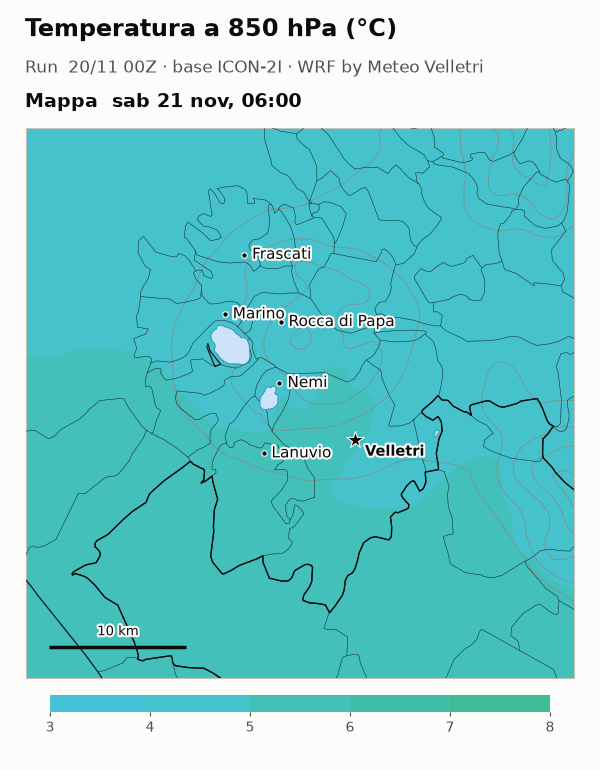 Temperatura a 850 hPa (°C)
Run  20/11 00Z · base ICON-2I · WRF by Meteo Velletri
Mappa  sab 21 nov, 06:00
Frascati
Marino
Rocca di Papa
Nemi
Velletri
Lanuvio
10 km
3 4 5 6 7 8